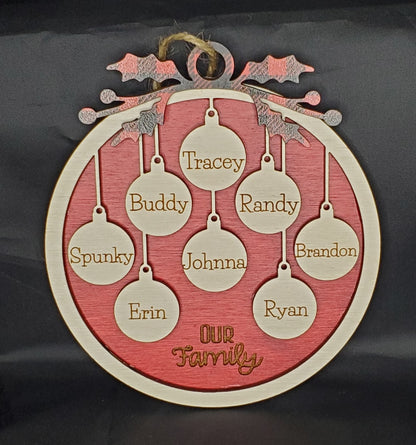 Tracey
Buddy
Randy
Spunky
Johnna
Brandon
Erin
Ryan
OUR
Family